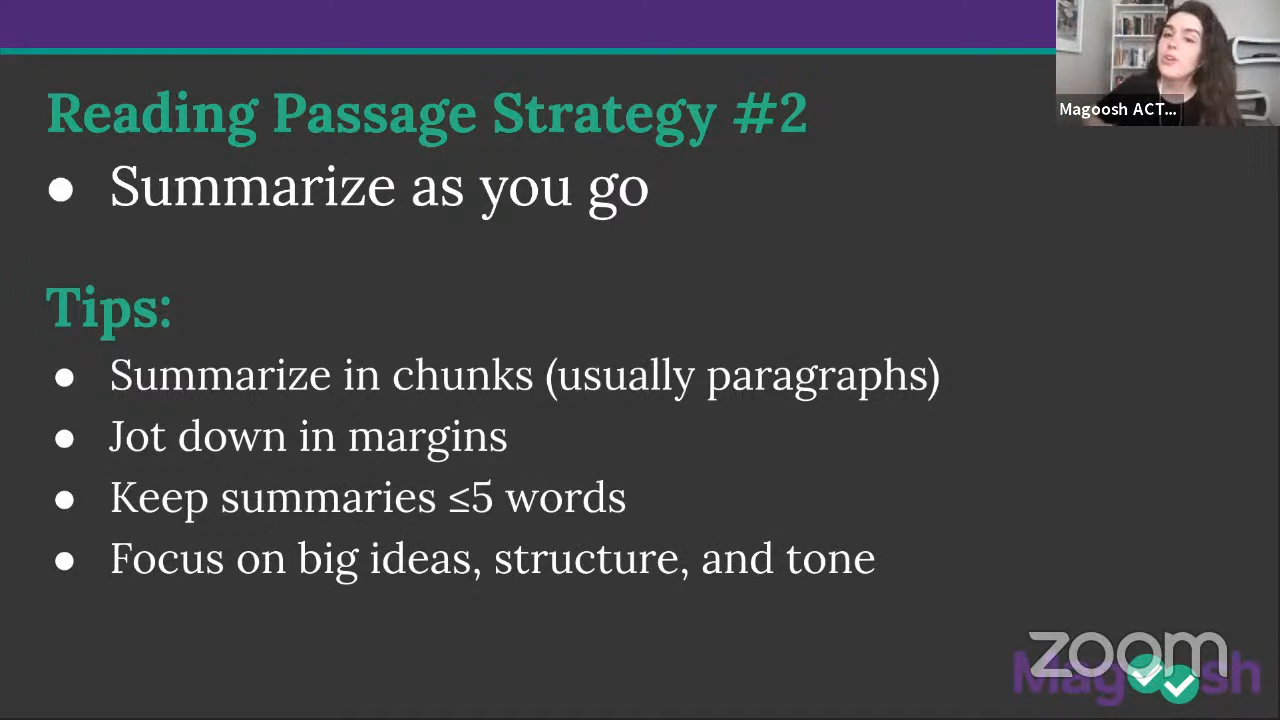 Magoosh ACT...
Reading Passage Strategy #2
● Summarize as you go
Tips:
● Summarize in chunks (usually paragraphs)
● Jot down in margins
● Keep summaries ≤5 words
● Focus on big ideas, structure, and tone
zoom
Magoosh